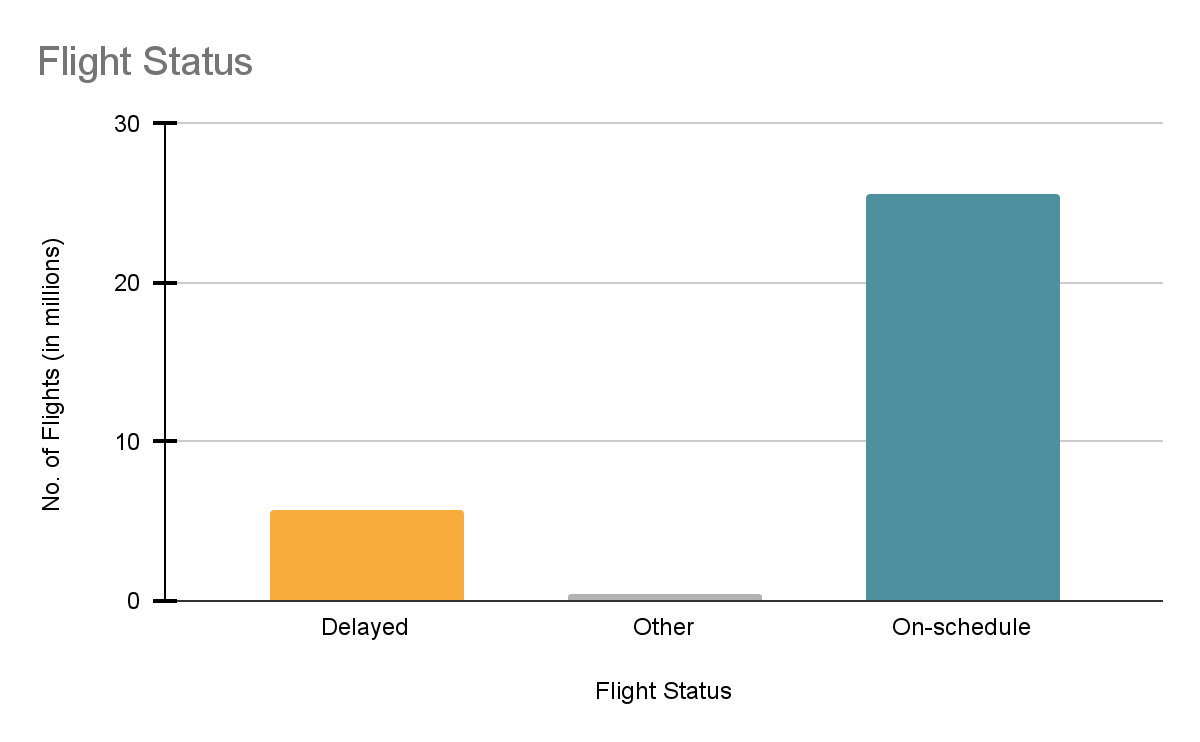 Flight Status
No. of Flights (in millions)
30
20
10
0
Delayed
Other
On-schedule
Flight Status